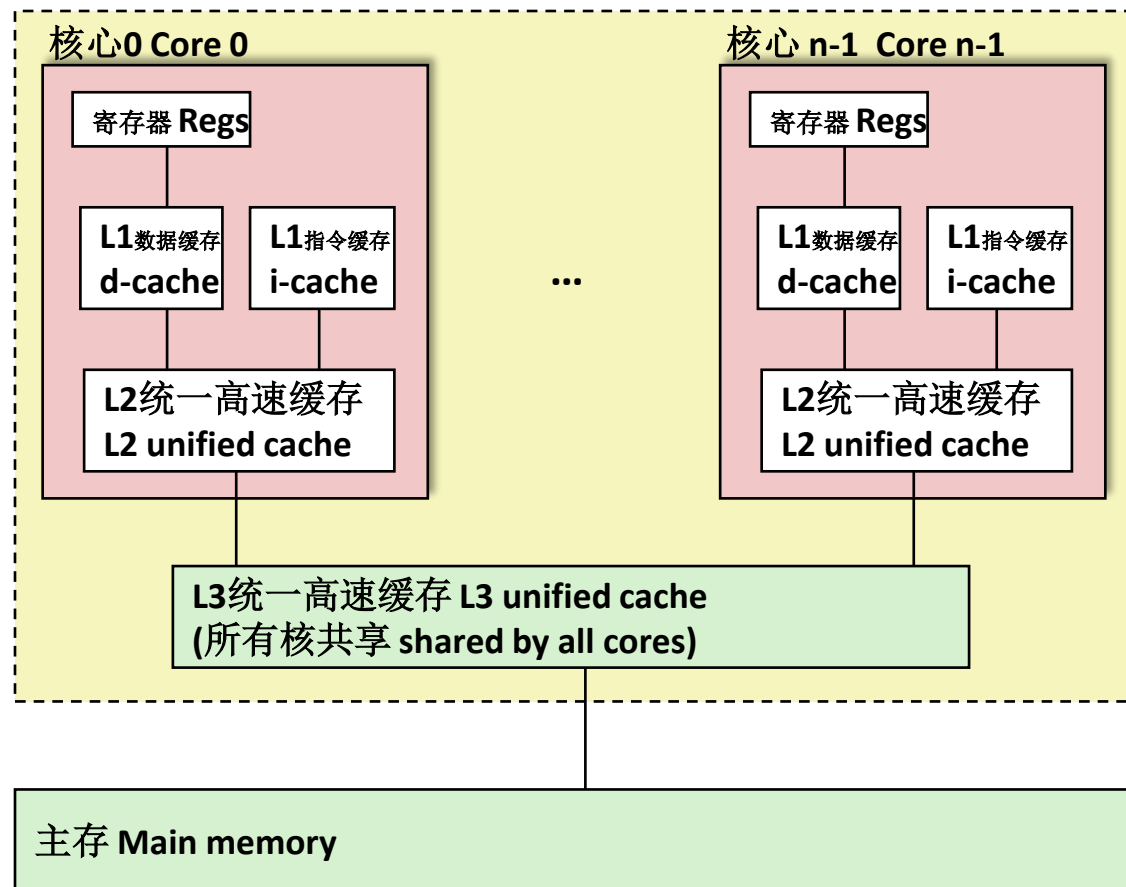 核心0 Core 0
寄存器 Regs
L1数据缓存
d-cache
L1指令缓存
i-cache
L2统一高速缓存
L2 unified cache
...
核心 n-1 Core n-1
寄存器 Regs
L1数据缓存
d-cache
L1指令缓存
i-cache
L2统一高速缓存
L2 unified cache
L3统一高速缓存 L3 unified cache
(所有核共享 shared by all cores)
主存 Main memory